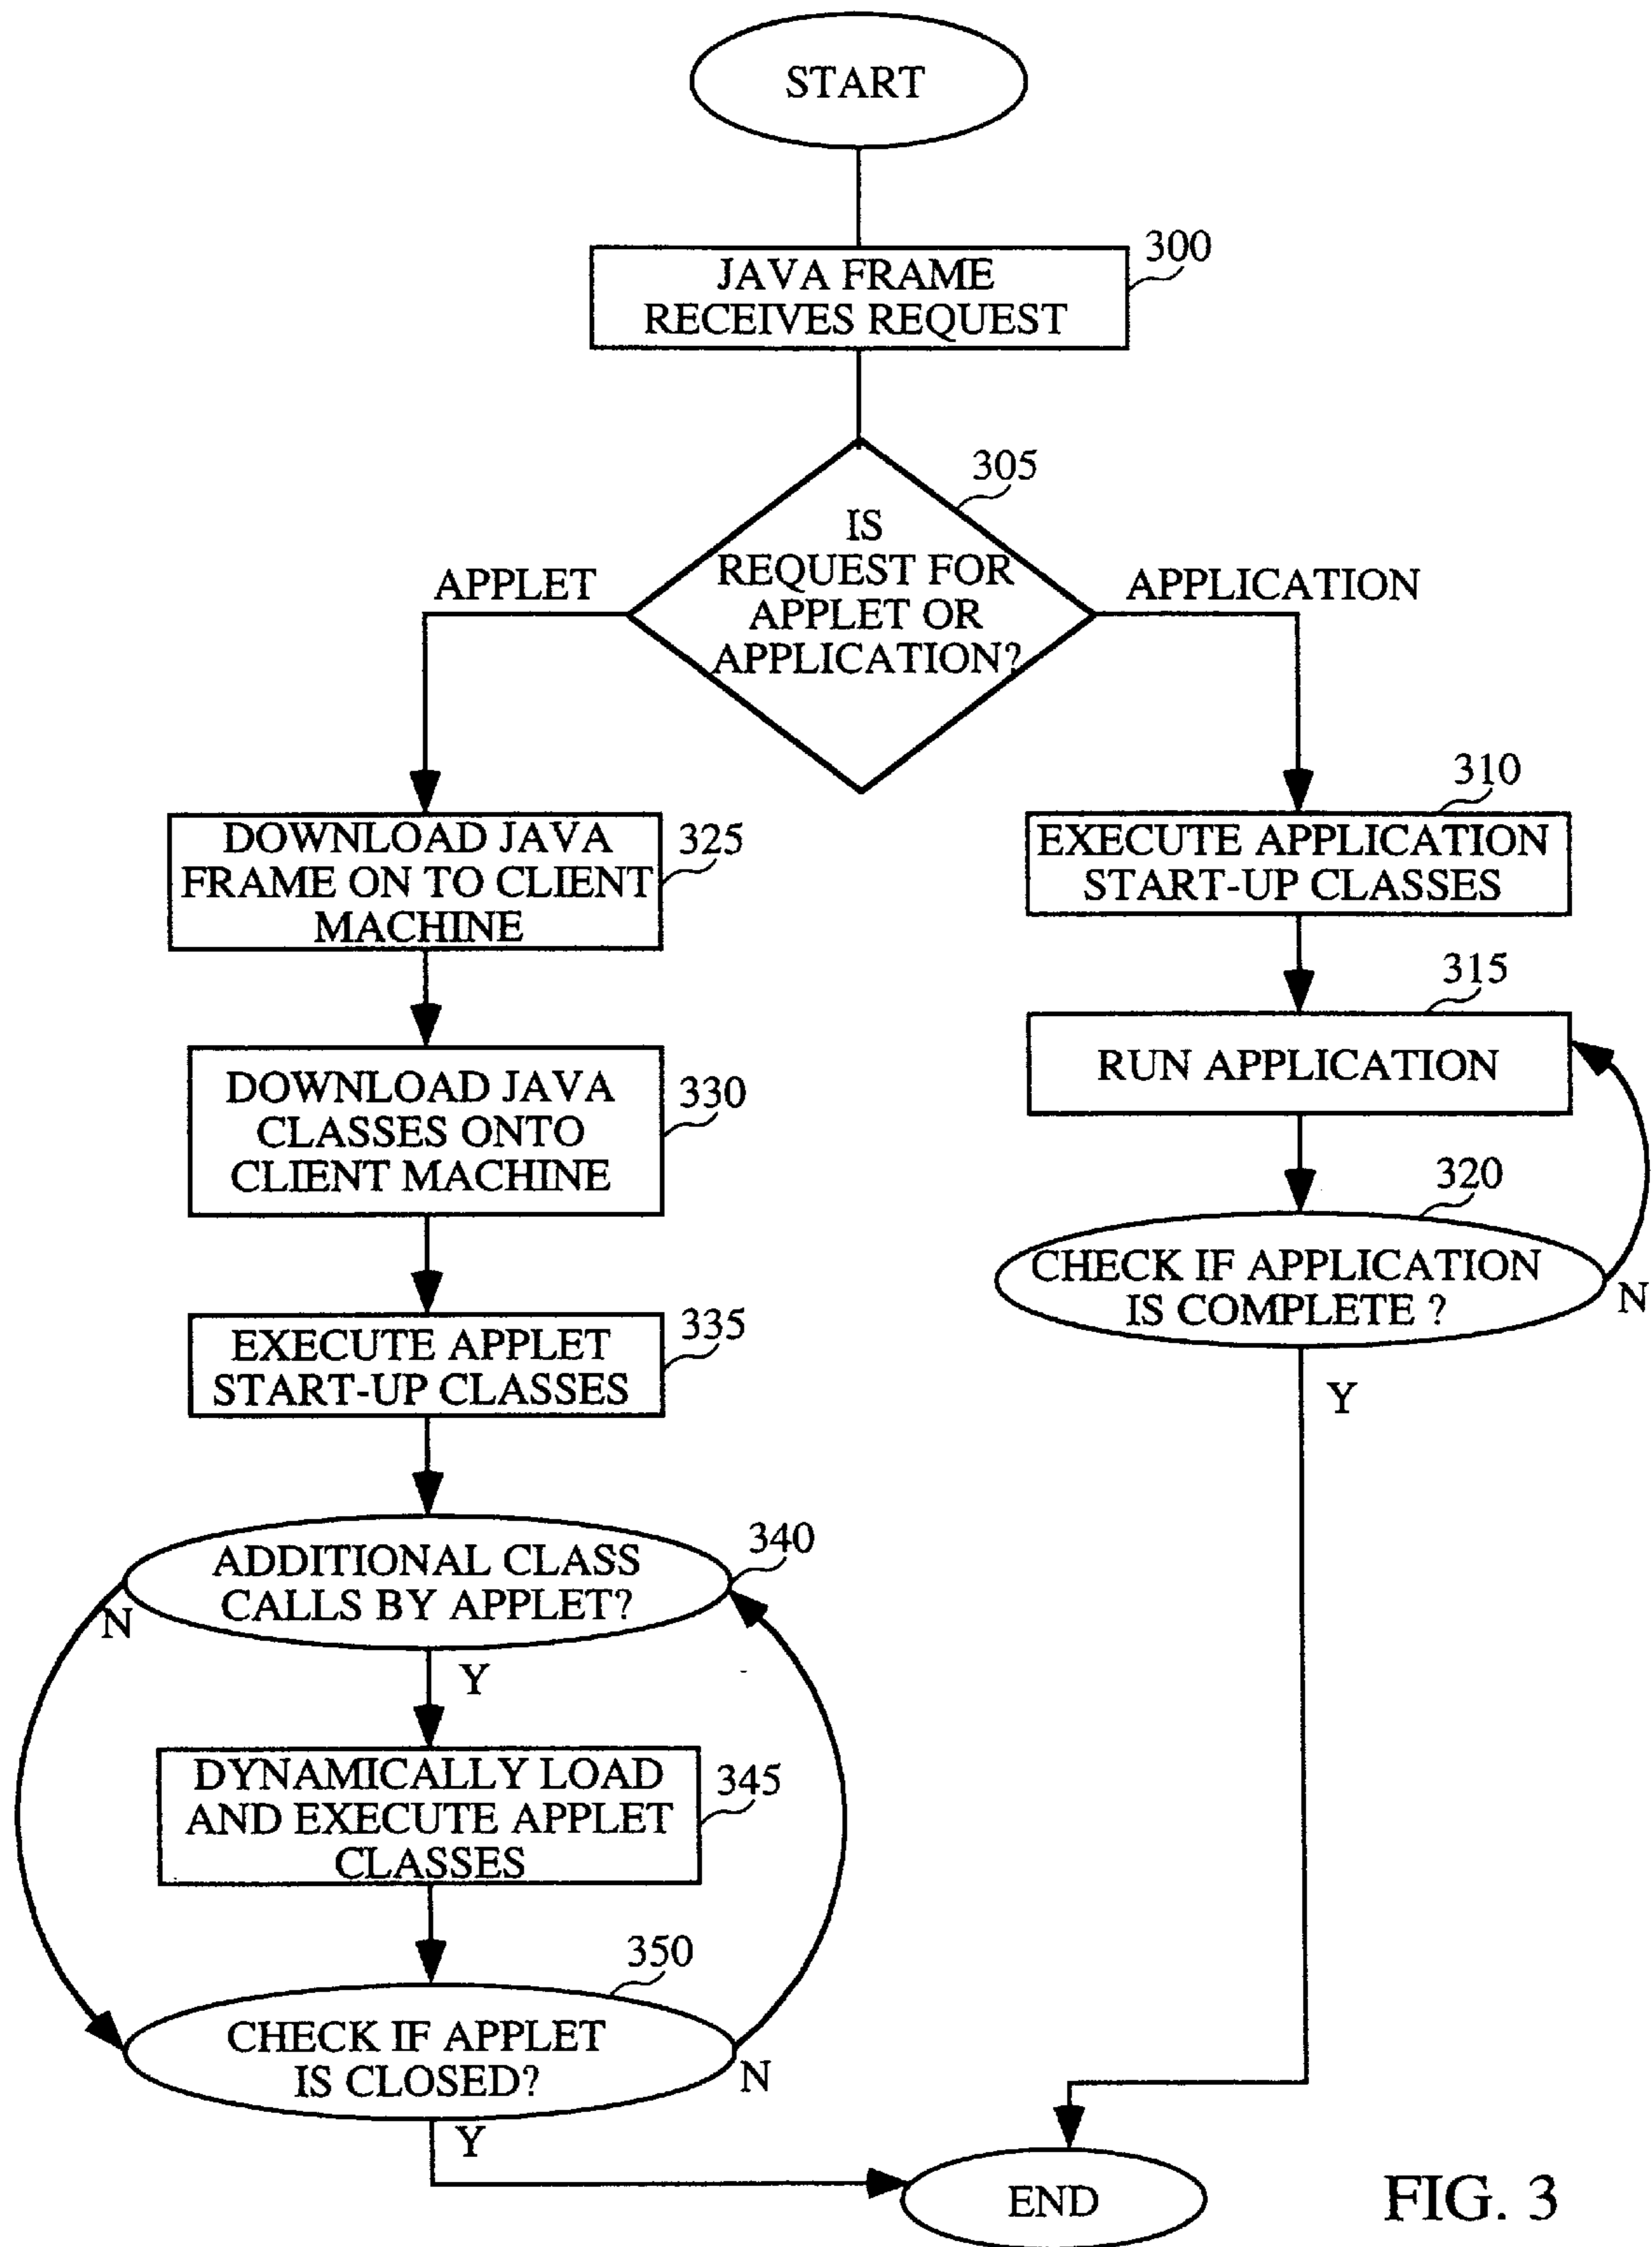 START
300
JAVA FRAME
RECEIVES REQUEST
305
IS
REQUEST FOR
APPLET OR
APPLICATION?
APPLET
APPLICATION
325
DOWNLOAD JAVA
FRAME ON TO CLIENT
MACHINE
330
DOWNLOAD JAVA
CLASSES ONTO
CLIENT MACHINE
335
EXECUTE APPLET
START-UP CLASSES
340
ADDITIONAL CLASS
CALLS BY APPLET?
N
Y
345
DYNAMICALLY LOAD
AND EXECUTE APPLET
CLASSES
350
CHECK IF APPLET
IS CLOSED?
N
Y
310
EXECUTE APPLICATION
START-UP CLASSES
315
RUN APPLICATION
320
CHECK IF APPLICATION
IS COMPLETE ?
N
Y
END
FIG. 3